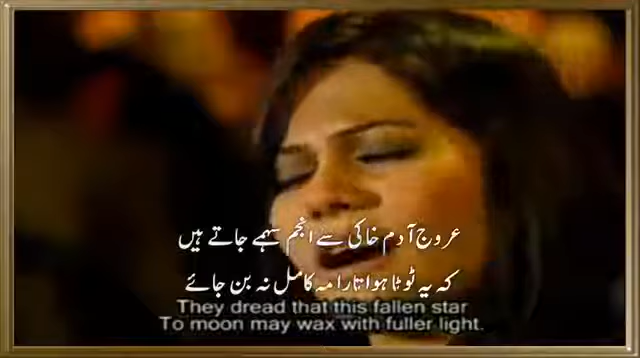 عروج آدم خاکی سے انجم سہمے جاتے ہیں
کہ یہ ٹوٹا ہوا تارا مہ کامل نہ بن جائے
They dread that this fallen star
To moon may wax with fuller light.